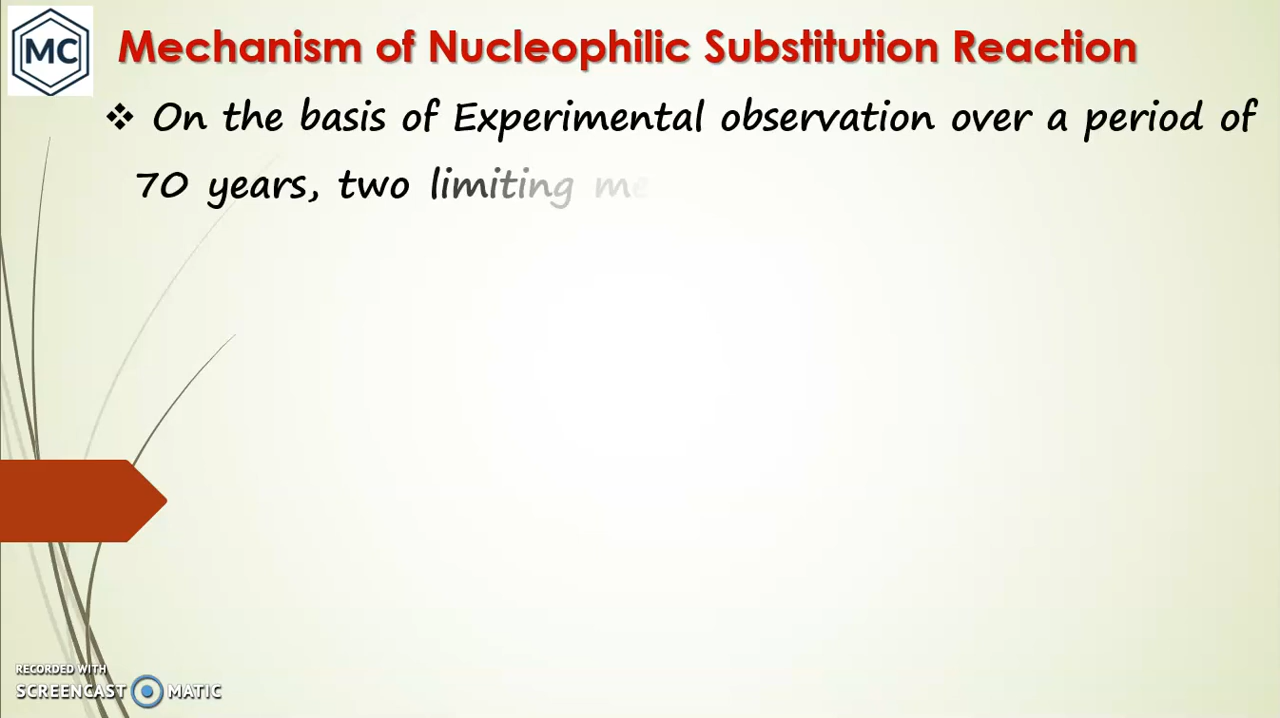 MC
Mechanism of Nucleophilic Substitution Reaction
❖ On the basis of Experimental observation over a period of
70 years, two limiting
RECORDED WITH
SCREENCAST MATIC